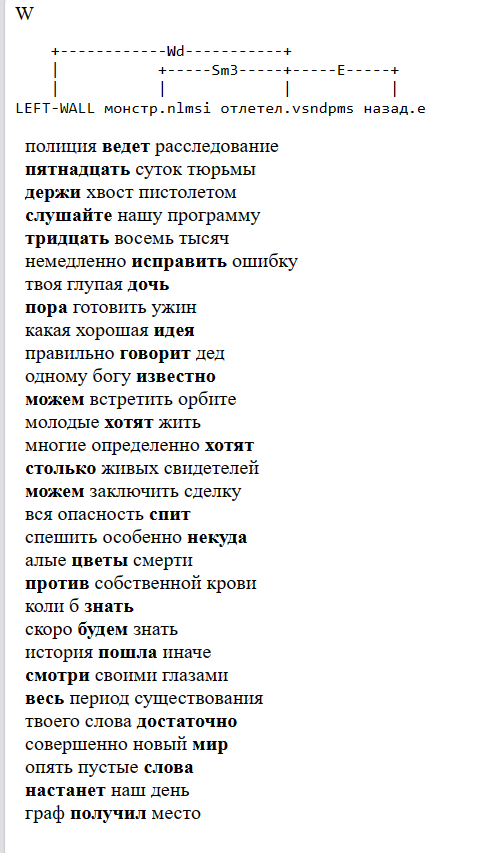 W
+------------Wd-----------+
|            +-----Sm3-----+-----E-----+
|            |             |           |
LEFT-WALL монстр.nlmsi отлетел.vsndpms назад.e
полиция ведет расследование
пятнадцать суток тюрьмы
держи хвост пистолетом
слушайте нашу программу
тридцать восемь тысяч
немедленно исправить ошибку
твоя глупая дочь
пора готовить ужин
какая хорошая идея
правильно говорит дед
одному богу известно
можем встретить орбите
молодые хотят жить
многие определенно хотят
столько живых свидетелей
можем заключить сделку
вся опасность спит
спешить особенно некуда
алые цветы смерти
против собственной крови
коли б знать
скоро будем знать
история пошла иначе
смотри своими глазами
весь период существования
твоего слова достаточно
совершенно новый мир
опять пустые слова
настанет наш день
граф получил место